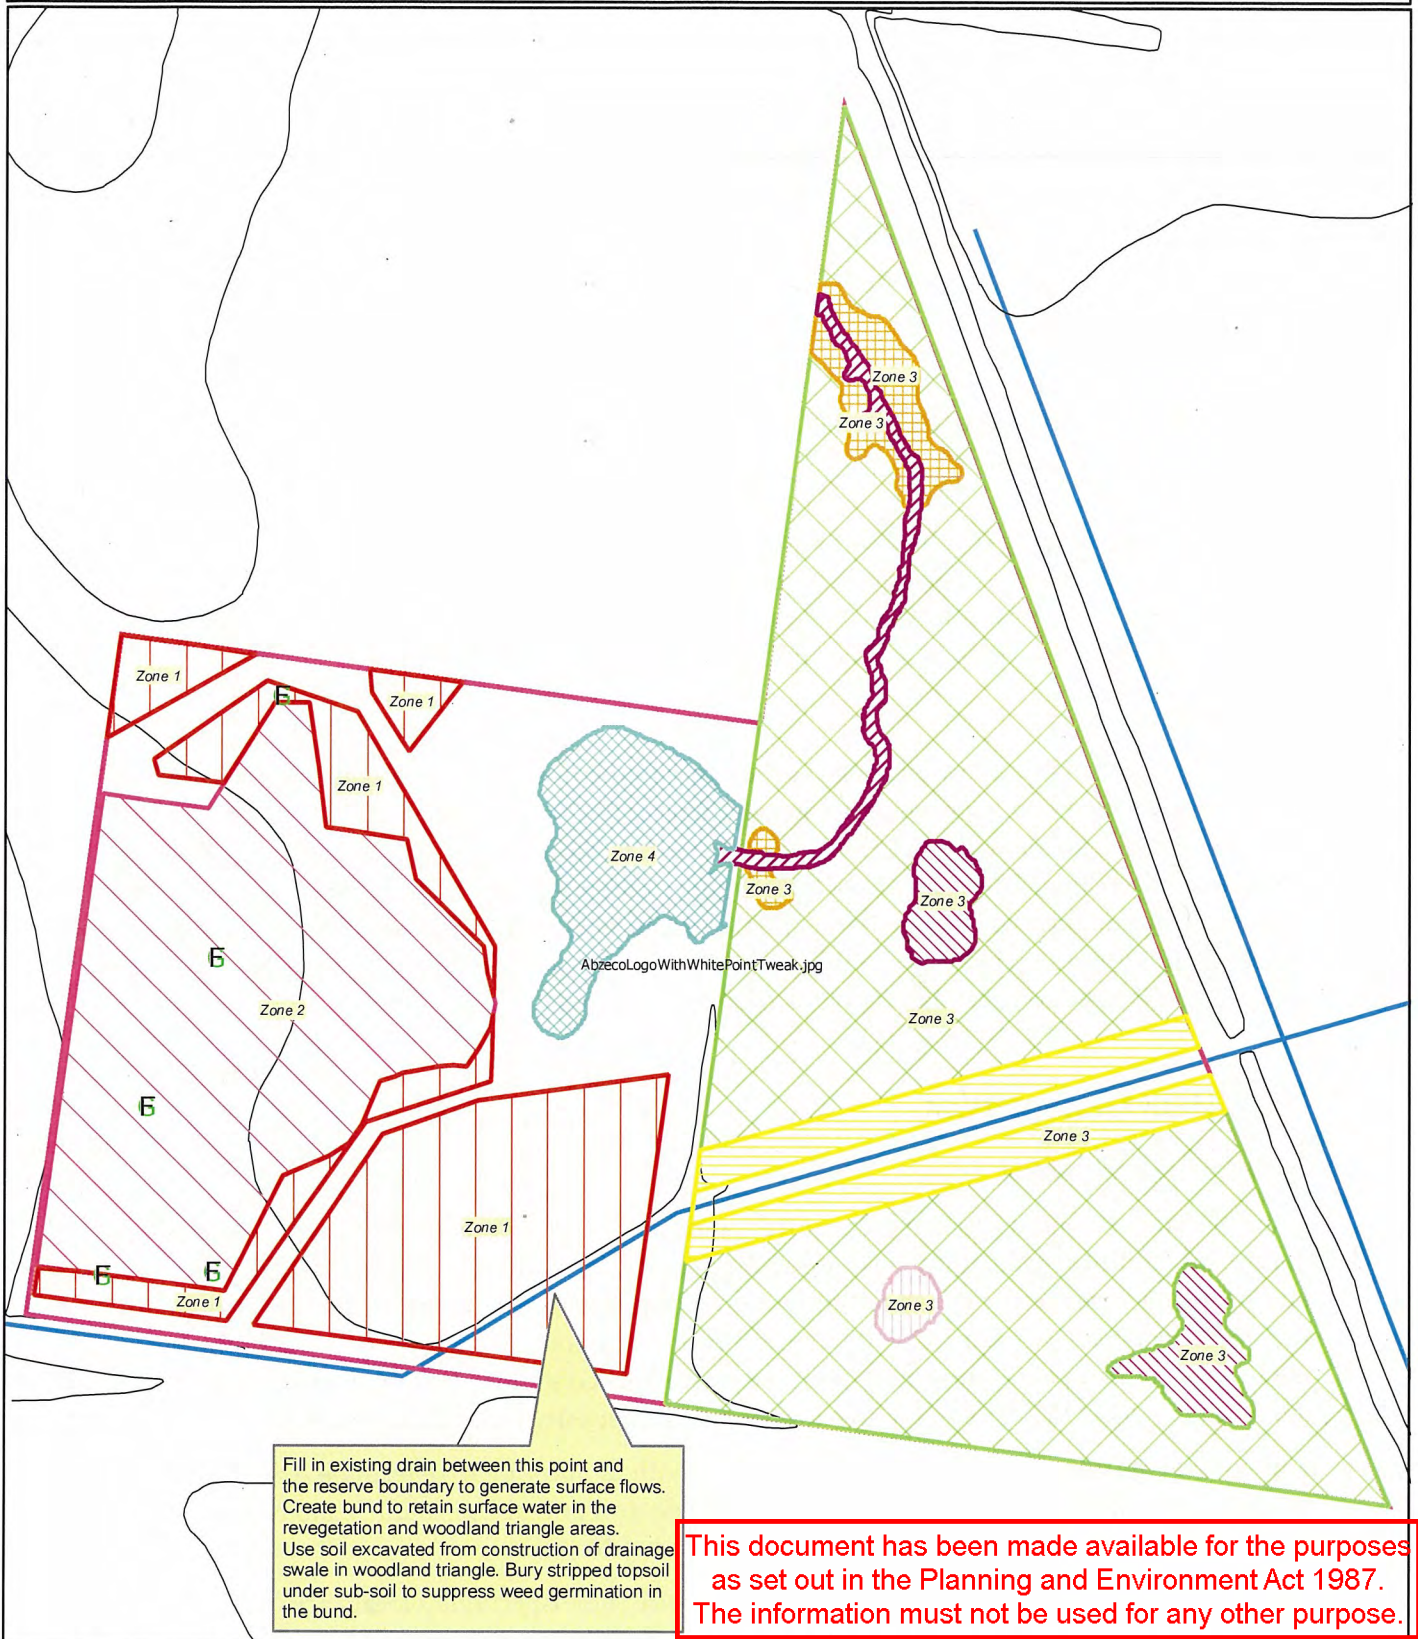 Zone 3
Zone 3
Zone 1
Zone 1
Zone 1
Zone 4
Zone 3
Zone 3
AbzecoLogoWithWhitePointTweak.jpg
Zone 2
Zone 3
Zone 3
Zone 1
Zone 1
Zone 3
Zone 3
Fill in existing drain between this point and
the reserve boundary to generate surface flows.
Create bund to retain surface water in the
revegetation and woodland triangle areas.
Use soil excavated from construction of drainage
swale in woodland triangle. Bury stripped topsoil
under sub-soil to suppress weed germination in
the bund.
This document has been made available for the purposes
as set out in the Planning and Environment Act 1987.
The information must not be used for any other purpose.